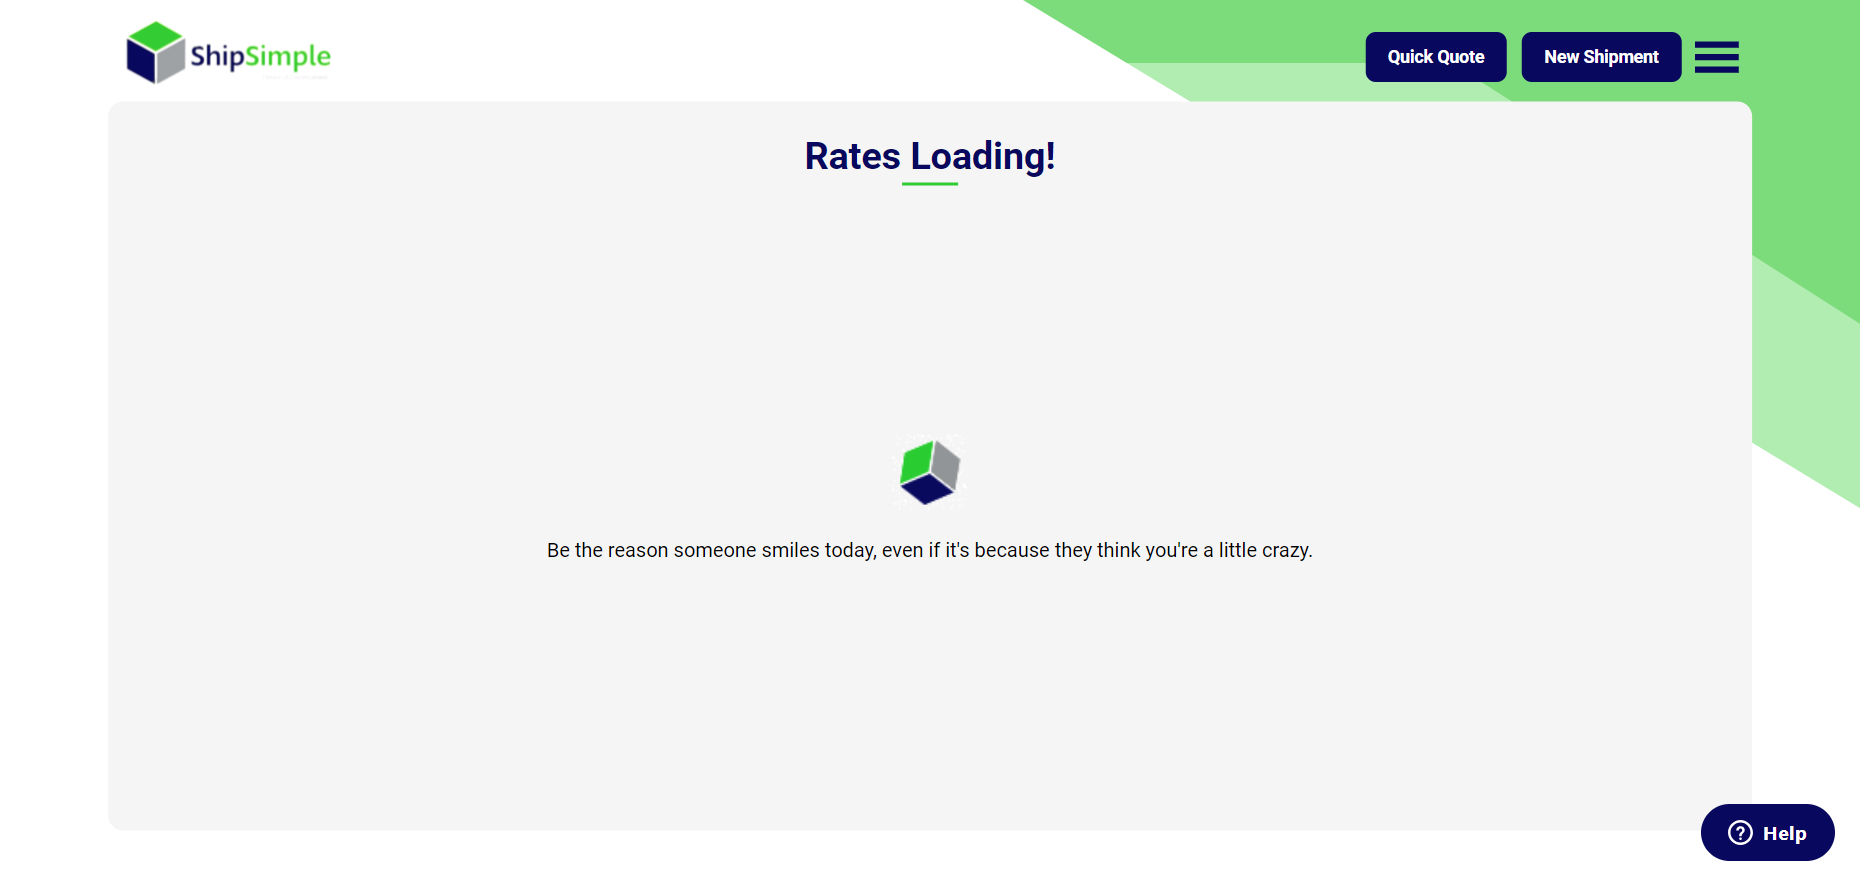 ShipSimple
Quick Quote
New Shipment
Rates Loading!
Be the reason someone smiles today, even if it's because they think you're a little crazy.
? Help